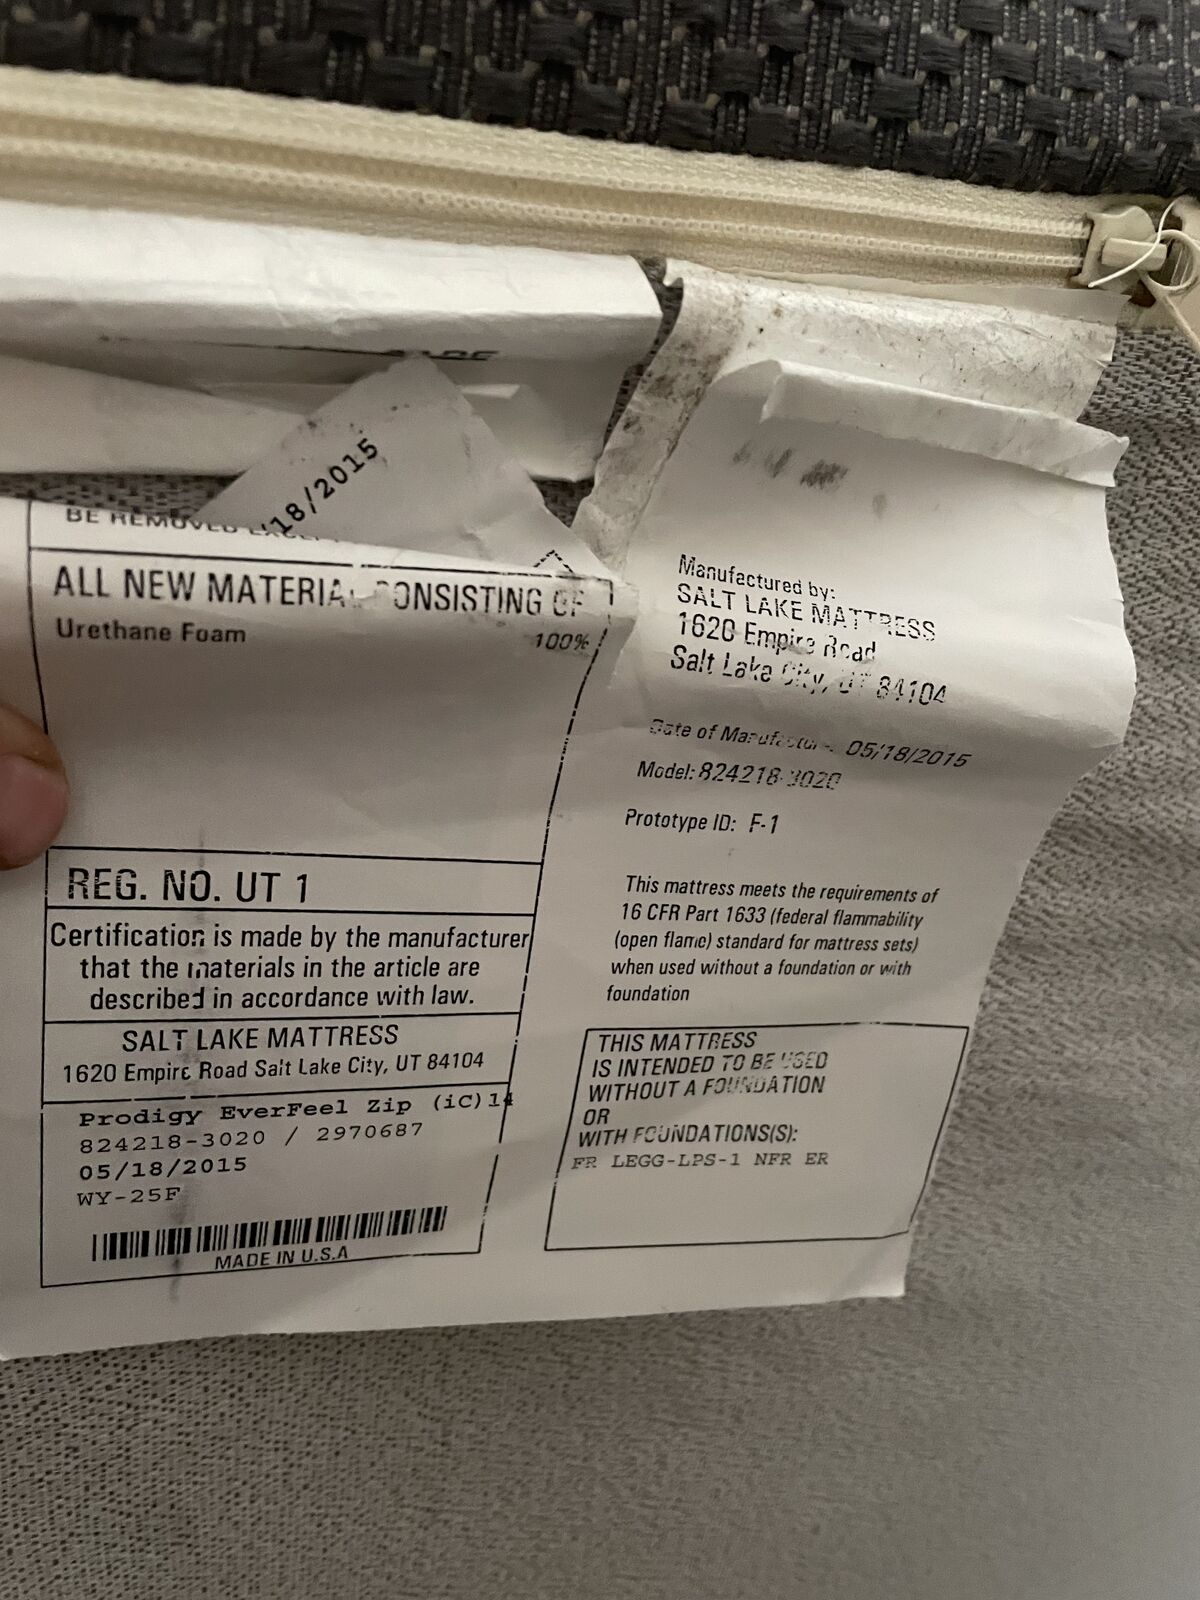 18/2015
BE REMOVED EXCEPT
ALL NEW MATERIAL CONSISTING OF
Urethane Foam 100%
REG. NO. UT 1
Certification is made by the manufacturer
that the materials in the article are
described in accordance with law.
SALT LAKE MATTRESS
1620 Empire Road Salt Lake City, UT 84104
Prodigy EverFeel Zip (iC)14
824218-3020 / 2970687
05/18/2015
WY-25F
MADE IN U.S.A
Manufactured by:
SALT LAKE MATTRESS
1620 Empire Road
Salt Lake City, UT 84104
Date of Manufacture 05/18/2015
Model: 824218-3020
Prototype ID: F-1
This mattress meets the requirements of
16 CFR Part 1633 (federal flammability
(open flame) standard for mattress sets)
when used without a foundation or with
foundation
THIS MATTRESS
IS INTENDED TO BE USED
WITHOUT A FOUNDATION
OR
WITH FOUNDATIONS(S):
FR LEGG-LPS-1 NFR ER